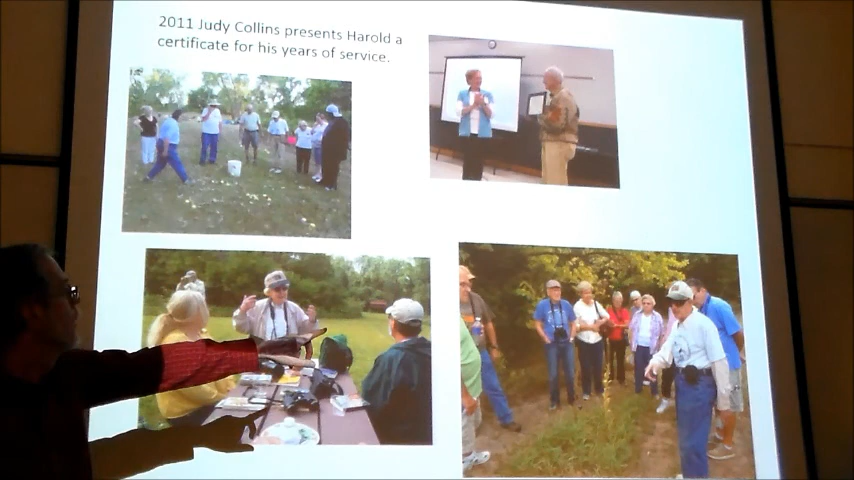 2011 Judy Collins presents Harold a
certificate for his years of service.